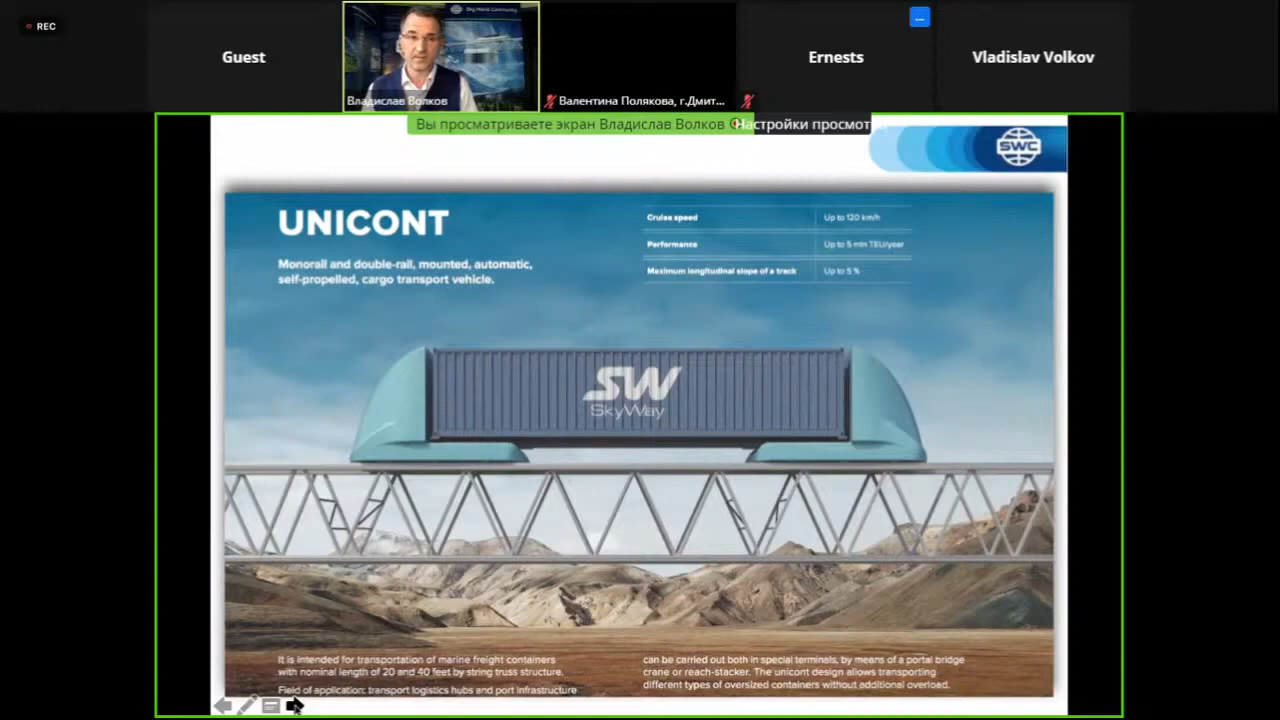 REC
Guest
Sky World Community
Владислав Волков
Валентина Полякова, г.Дмит...
...
Ernests
Vladislav Volkov
Вы просматриваете экран Владислав Волков
Настройки просмот
SWC
UNICONT
Monorail and double-rail, mounted, automatic,
self-propelled, cargo transport vehicle.
Cruise speed Up to 120 km/h
Performance Up to 5 mln TEU/year
Maximum longitudinal slope of a track Up to 5 %
SW
SkyWay
It is intended for transportation of marine freight containers
with nominal length of 20 and 40 feet by string truss structure.
Field of application: transport logistics hubs and port infrastructure
can be carried out both in special terminals, by means of a portal bridge
crane or reach-stacker. The unicont design allows transporting
different types of oversized containers without additional overload.